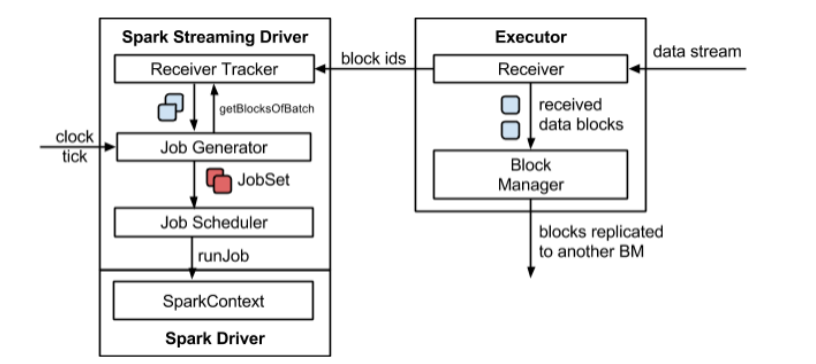 Spark Streaming Driver
Receiver Tracker
getBlocksOfBatch
clock
tick
Job Generator
JobSet
Job Scheduler
runJob
SparkContext
Spark Driver
block ids
Executor
data stream
Receiver
received
data blocks
Block
Manager
blocks replicated
to another BM